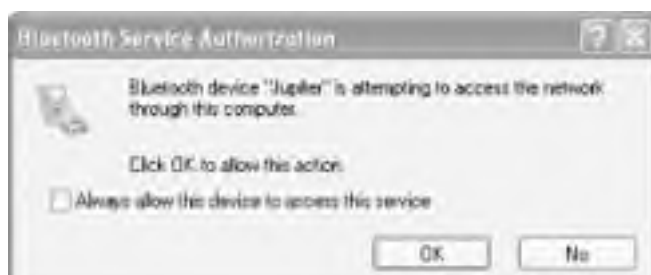 Bluetooth Service Authorization
Bluetooth device "Jupiter" is attempting to access the network
through this computer.
Click OK to allow this action.
Always allow this device to access this service
OK
No